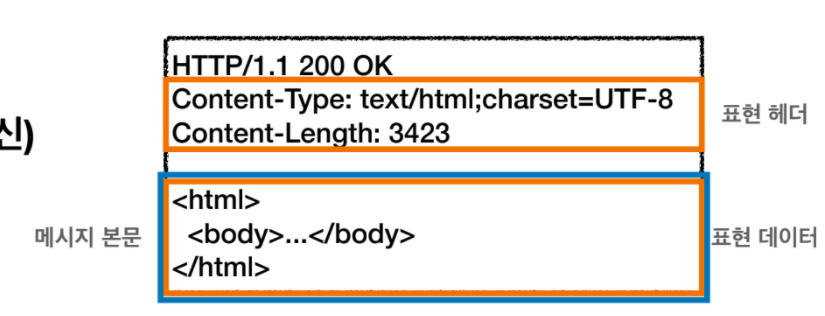 HTTP/1.1 200 OK
Content-Type: text/html;charset=UTF-8
Content-Length: 3423
표현 헤더
신)
<html>
<body>...</body>
</html>
메시지 본문
표현 데이터